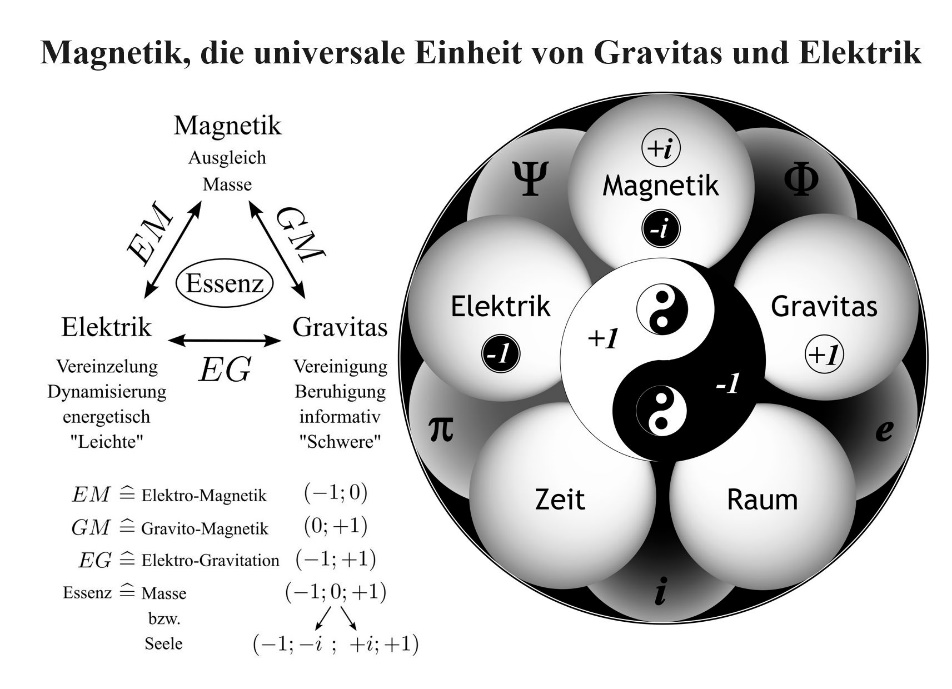 Magnetik, die universale Einheit von Gravitas und Elektrik
Magnetik
Ausgleich
Masse
EM
GM
Essenz
Elektrik
Gravitas
EG
Vereinzelung
Dynamisierung
energetisch
"Leichte"
Vereinigung
Beruhigung
informativ
"Schwere"
EM ≙ Elektro-Magnetik (−1; 0)
GM ≙ Gravito-Magnetik (0; +1)
EG ≙ Elektro-Gravitation (−1; +1)
Essenz ≙ Masse (−1; 0; +1)
bzw.
Seele (−1; −i ; +i; +1)
Ψ
+i
Magnetik
-i
Φ
Elektrik
-1
Gravitas
+1
+1
-1
π
e
Zeit
Raum
i